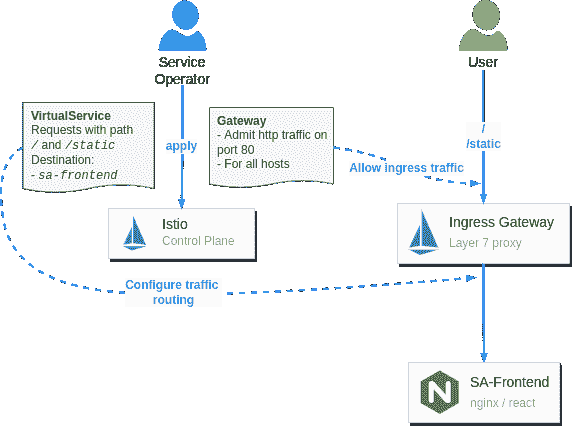 Service
Operator
User
VirtualService
Requests with path
/ and /static
Destination:
- sa-frontend
Gateway
- Admit http traffic on
port 80
- For all hosts
apply
/
/static
Allow ingress traffic
Istio
Control Plane
Ingress Gateway
Layer 7 proxy
Configure traffic
routing
N
SA-Frontend
nginx / react